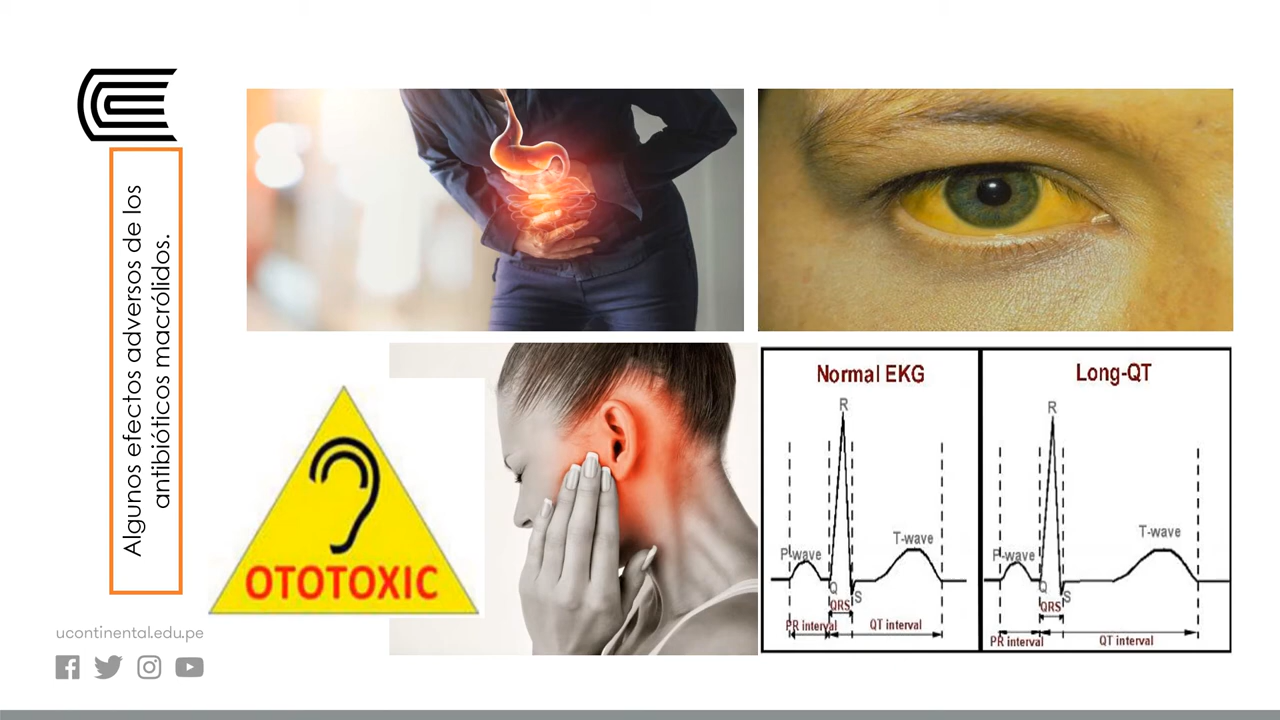 Algunos efectos adversos de los
antibióticos macrólidos.
OTOTOXIC
Normal EKG
R
P-wave
T-wave
Q
S
QRS
PR interval
QT interval
Long-QT
R
P-wave
T-wave
Q
S
QRS
PR interval
QT interval
ucontinental.edu.pe